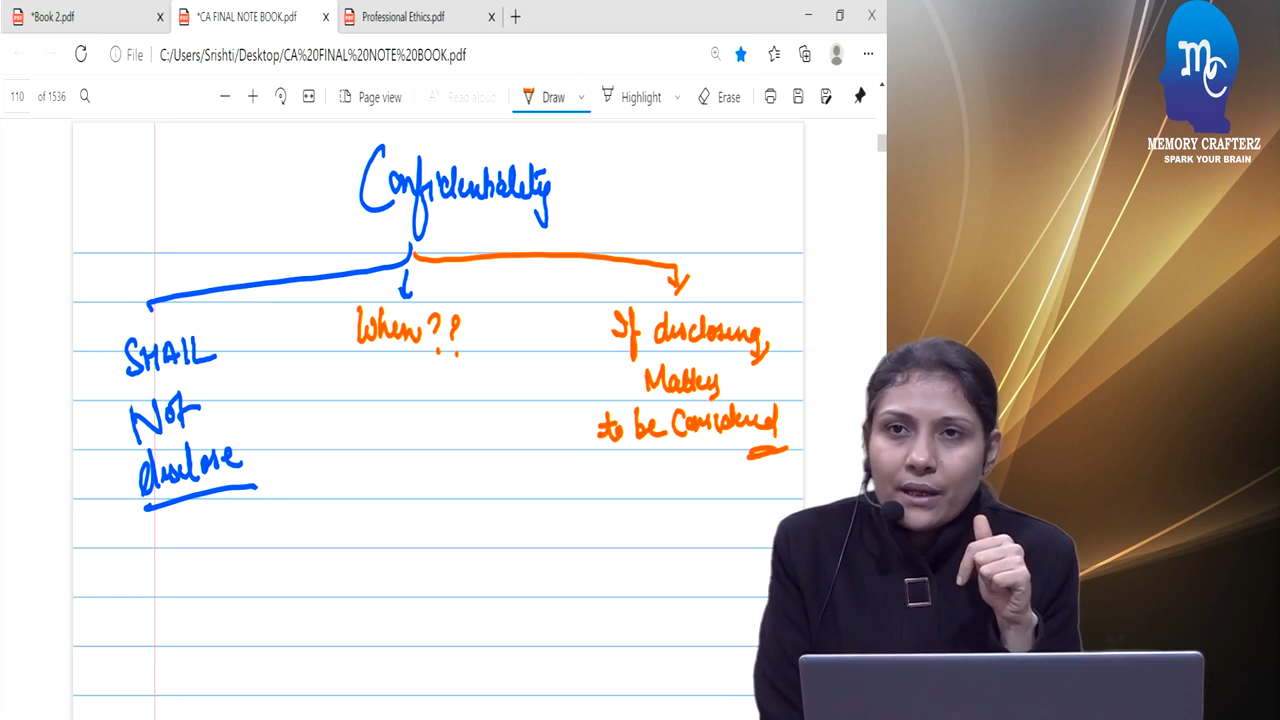 *Book 2.pdf
*CA FINAL NOTE BOOK.pdf
Professional Ethics.pdf
File
C:/Users/Srishti/Desktop/CA%20FINAL%20NOTE%20BOOK.pdf
110 of 1536
Page view
Read aloud
Draw
Highlight
Erase
MC
MEMORY CRAFTERZ
SPARK YOUR BRAIN
Confidentiality
SHALL
Not
disclose
When??
If disclosing,
Matters
to be Considered